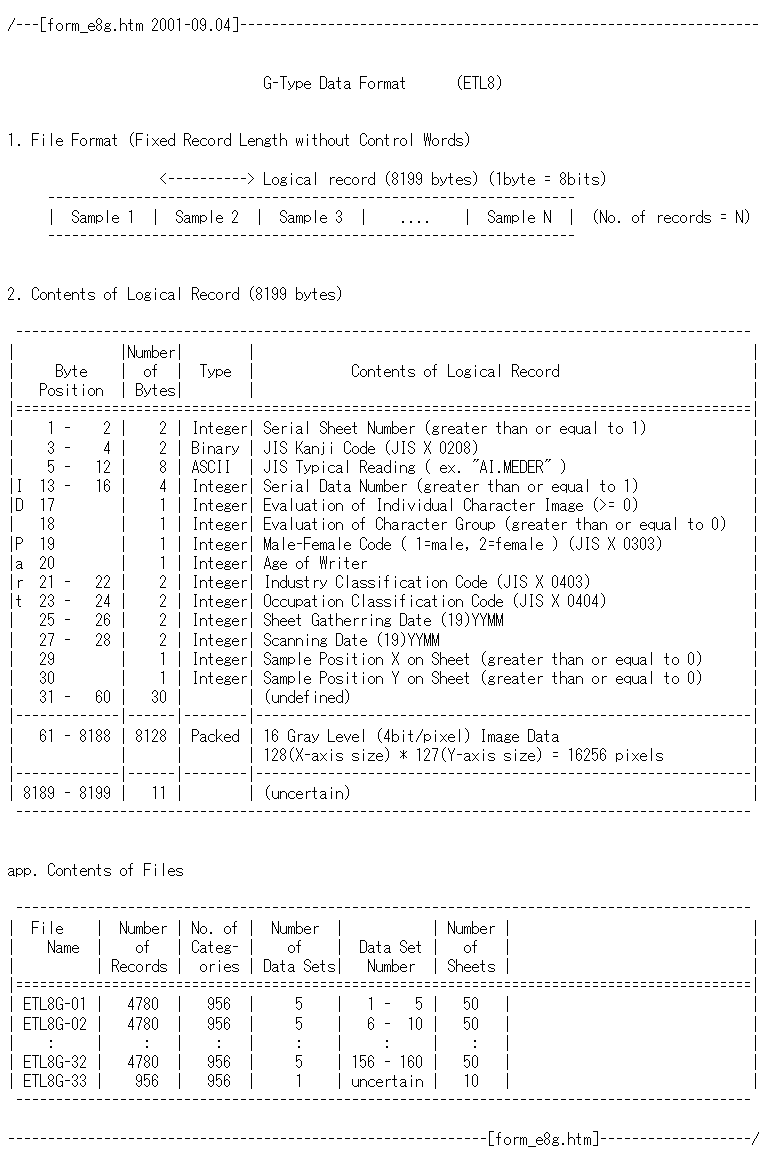 /---[form_e8g.htm 2001-09.04]-----------------------------------------------------------------
G-Type Data Format      (ETL8)
1. File Format (Fixed Record Length without Control Words)
<----------> Logical record (8199 bytes) (1byte = 8bits)
------------------------------------------------------------------
|  Sample 1  |  Sample 2  |  Sample 3  |    ....    |  Sample N  |  (No. of records = N)
------------------------------------------------------------------
2. Contents of Logical Record (8199 bytes)
--------------------------------------------------------------------------------------------
|             |Number|        |                                                              |
|     Byte    |  of  |  Type  |            Contents of Logical Record                        |
|   Position  | Bytes|        |                                                              |
|============================================================================================|
|    1 -    2 |    2 | Integer| Serial Sheet Number (greater than or equal to 1)             |
|    3 -    4 |    2 | Binary | JIS Kanji Code (JIS X 0208)                                  |
|    5 -   12 |    8 | ASCII  | JIS Typical Reading ( ex. "AI.MEDER" )                       |
|I  13 -   16 |    4 | Integer| Serial Data Number (greater than or equal to 1)              |
|D  17        |    1 | Integer| Evaluation of Individual Character Image (>= 0)              |
|   18        |    1 | Integer| Evaluation of Character Group (greater than or equal to 0)   |
|P  19        |    1 | Integer| Male-Female Code ( 1=male, 2=female ) (JIS X 0303)           |
|a  20        |    1 | Integer| Age of Writer                                                |
|r  21 -   22 |    2 | Integer| Industry Classification Code (JIS X 0403)                    |
|t  23 -   24 |    2 | Integer| Occupation Classification Code (JIS X 0404)                  |
|   25 -   26 |    2 | Integer| Sheet Gatherring Date (19)YYMM                               |
|   27 -   28 |    2 | Integer| Scanning Date (19)YYMM                                       |
|   29        |    1 | Integer| Sample Position X on Sheet (greater than or equal to 0)      |
|   30        |    1 | Integer| Sample Position Y on Sheet (greater than or equal to 0)      |
|   31 -   60 |   30 |        | (undefined)                                                  |
|-------------|------|--------|--------------------------------------------------------------|
|   61 - 8188 | 8128 | Packed | 16 Gray Level (4bit/pixel) Image Data                        |
|             |      |        | 128(X-axis size) * 127(Y-axis size) = 16256 pixels           |
|-------------|------|--------|--------------------------------------------------------------|
| 8189 - 8199 |   11 |        | (uncertain)                                                  |
--------------------------------------------------------------------------------------------
app. Contents of Files
--------------------------------------------------------------------------------------------
|  File    |  Number | No. of |  Number   |           | Number |                              |
|    Name  |    of   | Categ- |    of     |  Data Set |   of   |                              |
|          | Records |  ories | Data Sets|   Number  | Sheets |                              |
|============================================================================================|
| ETL8G-01 |   4780  |   956  |     5     |   1 -   5 |   50   |                              |
| ETL8G-02 |   4780  |   956  |     5     |   6 -  10 |   50   |                              |
|    :     |     :   |    :   |     :     |     :     |    :   |                              |
| ETL8G-32 |   4780  |   956  |     5     | 156 - 160 |   50   |                              |
| ETL8G-33 |    956  |   956  |     1     | uncertain |   10   |                              |
--------------------------------------------------------------------------------------------
------------------------------------------------------------[form_e8g.htm]-------------------/